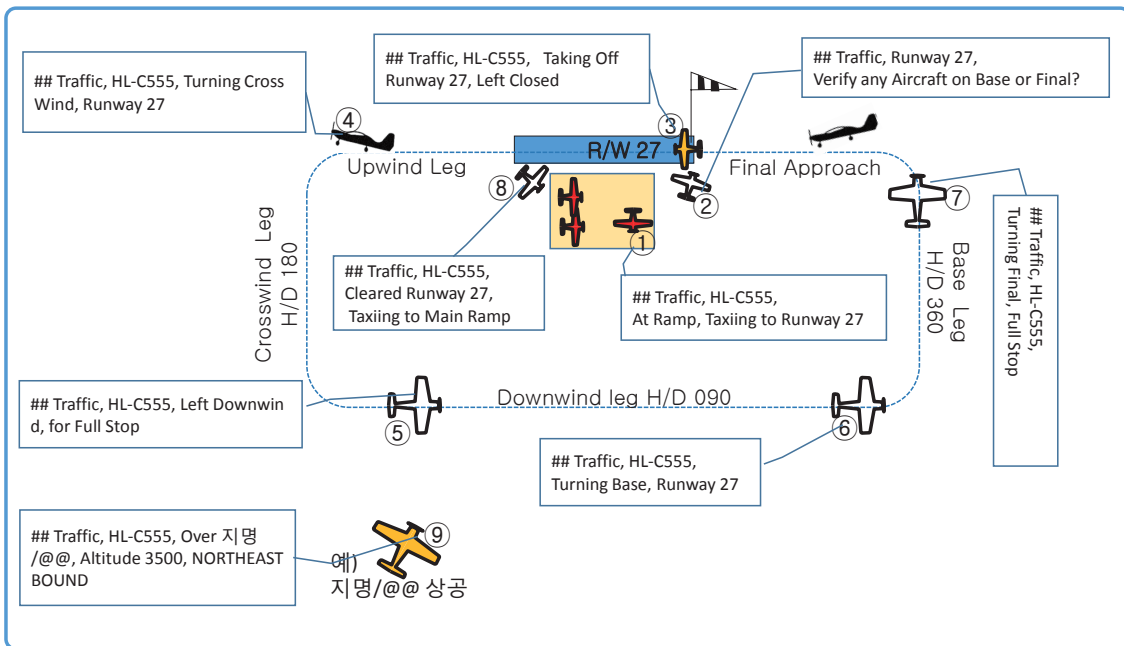 ## Traffic, HL-C555, Turning Cross
Wind, Runway 27
## Traffic, HL-C555, Taking Off
Runway 27, Left Closed
## Traffic, Runway 27,
Verify any Aircraft on Base or Final?
④
③
R/W 27
Upwind Leg
Final Approach
⑧
②
⑦
①
Crosswind Leg
H/D 180
## Traffic, HL-C555,
Cleared Runway 27,
Taxiing to Main Ramp
## Traffic, HL-C555,
At Ramp, Taxiing to Runway 27
Base Leg
H/D 360
## Traffic, HL-C555,
Turning Final, Full Stop
## Traffic, HL-C555, Left Downwin
d, for Full Stop
Downwind leg H/D 090
⑤
⑥
## Traffic, HL-C555,
Turning Base, Runway 27
## Traffic, HL-C555, Over 지명
/@@, Altitude 3500, NORTHEAST
BOUND
⑨
예)
지명/@@ 상공